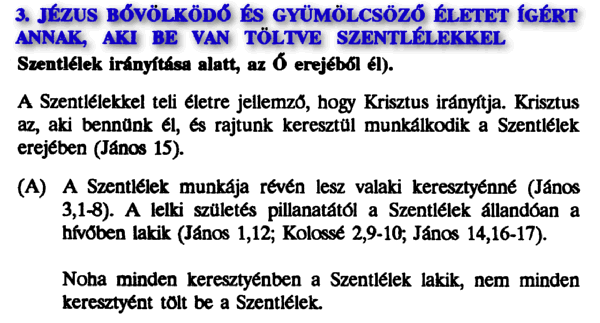 3. JÉZUS BŐVÖLKÖDŐ ÉS GYÜMÖLCSÖZŐ ÉLETET ÍGÉRT
ANNAK, AKI BE VAN TÖLTVE SZENTLÉLEKKEL
Szentlélek irányítása alatt, az Ő erejéből él).
A Szentlélekkel teli életre jellemző, hogy Krisztus irányítja. Krisztus
az, aki bennünk él, és rajtunk keresztül munkálkodik a Szentlélek
erejében (János 15).
(A) A Szentlélek munkája révén lesz valaki keresztyénné (János
3,1-8). A lelki születés pillanatától a Szentlélek állandóan a
hívőben lakik (János 1,12; Kolossé 2,9-10; János 14,16-17).
Noha minden keresztyénben a Szentlélek lakik, nem minden
keresztyént tölt be a Szentlélek.